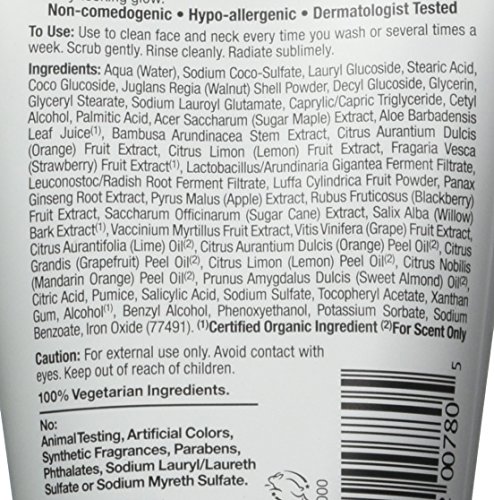 Non-comedogenic • Hypo-allergenic • Dermatologist Tested
To Use: Use to clean face and neck every time you wash or several times a
week. Scrub gently. Rinse cleanly. Radiate sublimely.
Ingredients: Aqua (Water), Sodium Coco-Sulfate, Lauryl Glucoside, Stearic Acid,
Coco Glucoside, Juglans Regia (Walnut) Shell Powder, Decyl Glucoside, Glycerin,
Glyceryl Stearate, Sodium Lauroyl Glutamate, Caprylic/Capric Triglyceride, Cetyl
Alcohol, Palmitic Acid, Acer Saccharum (Sugar Maple) Extract, Aloe Barbadensis
Leaf Juice(1), Bambusa Arundinacea Stem Extract, Citrus Aurantium Dulcis
(Orange) Fruit Extract, Citrus Limon (Lemon) Fruit Extract, Fragaria Vesca
(Strawberry) Fruit Extract(1), Lactobacillus/Arundinaria Gigantea Ferment Filtrate,
Leuconostoc/Radish Root Ferment Filtrate, Luffa Cylindrica Fruit Powder, Panax
Ginseng Root Extract, Pyrus Malus (Apple) Extract, Rubus Fruticosus (Blackberry)
Fruit Extract, Saccharum Officinarum (Sugar Cane) Extract, Salix Alba (Willow)
Bark Extract(1), Vaccinium Myrtillus Fruit Extract, Vitis Vinifera (Grape) Fruit Extract,
Citrus Aurantifolia (Lime) Oil(2), Citrus Aurantium Dulcis (Orange) Peel Oil(2), Citrus
Grandis (Grapefruit) Peel Oil(2), Citrus Limon (Lemon) Peel Oil(2), Citrus Nobilis
(Mandarin Orange) Peel Oil(2), Prunus Amygdalus Dulcis (Sweet Almond) Oil(2),
Citric Acid, Pumice, Salicylic Acid, Sodium Sulfate, Tocopheryl Acetate, Xanthan
Gum, Alcohol(1), Benzyl Alcohol, Phenoxyethanol, Potassium Sorbate, Sodium
Benzoate, Iron Oxide (77491). (1)Certified Organic Ingredient (2)For Scent Only
Caution: For external use only. Avoid contact with
eyes. Keep out of reach of children.
100% Vegetarian Ingredients.
No:
Animal Testing, Artificial Colors,
Synthetic Fragrances, Parabens,
Phthalates, Sodium Lauryl/Laureth
Sulfate or Sodium Myreth Sulfate.
00780
5